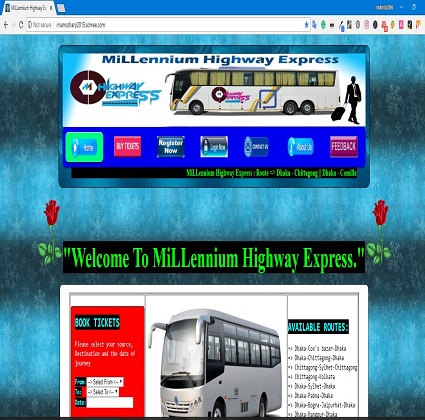 MiLLennium Highway Ex
Not secure | imamcsharp2015.somee.com
MiLLennium Highway Express
HIGHWAY EXPRESS
Home
BUY TICKETS
Register Now
Login Now
CONTACT US
About Us
FEEDBACK
MiLLennium Highway Express : Route => Dhaka - Chittagong || Dhaka - Comilla
"Welcome To MiLLennium Highway Express."
BOOK TICKETS
Please select your source,
Destination and the date of
journey
From: => Select From <=
To: => Select To <=
Date:
AVAILABLE ROUTES:
=> Dhaka-Cox's bazar-Dhaka
=> Dhaka-Chittagong-Dhaka
=> Chittagong-Kolkata
=> Chittagong-Sylhet-Chittagong
=> Dhaka-Sylhet-Dhaka
=> Dhaka-Pabna-Dhaka
=> Dhaka-Bogra-Jaipurhat-Dhaka
=> Dhaka-Rangpur-Dhaka